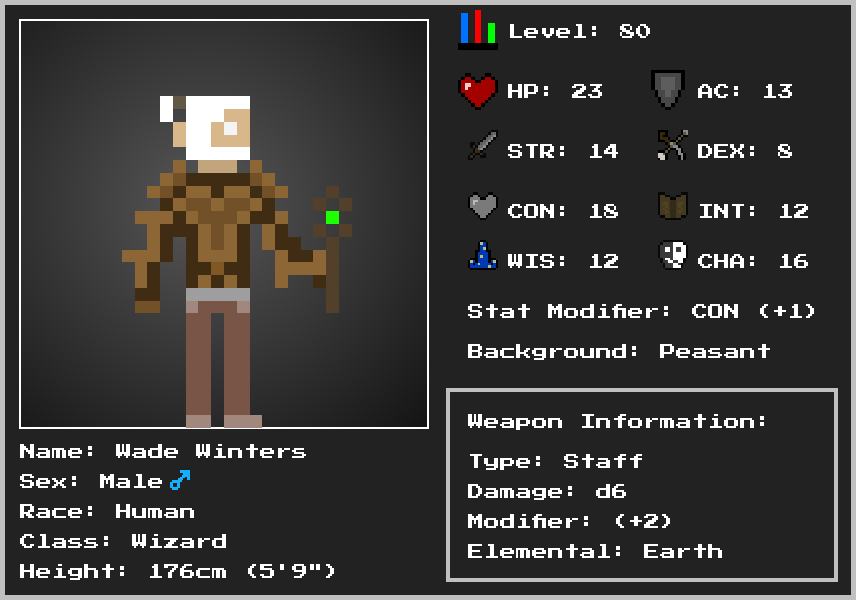 Level: 80
HP: 23
AC: 13
STR: 14
DEX: 8
CON: 18
INT: 12
WIS: 12
CHA: 16
Stat Modifier: CON (+1)
Background: Peasant
Weapon Information:
Type: Staff
Damage: d6
Modifier: (+2)
Elemental: Earth
Name: Wade Winters
Sex: Male♂
Race: Human
Class: Wizard
Height: 176cm (5'9")